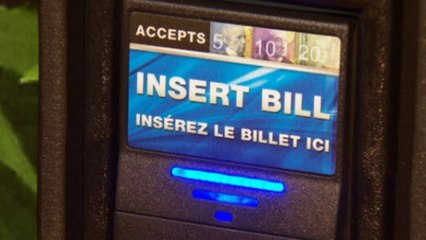 ACCEPTS 5 10 20
INSERT BILL
INSÉREZ LE BILLET ICI